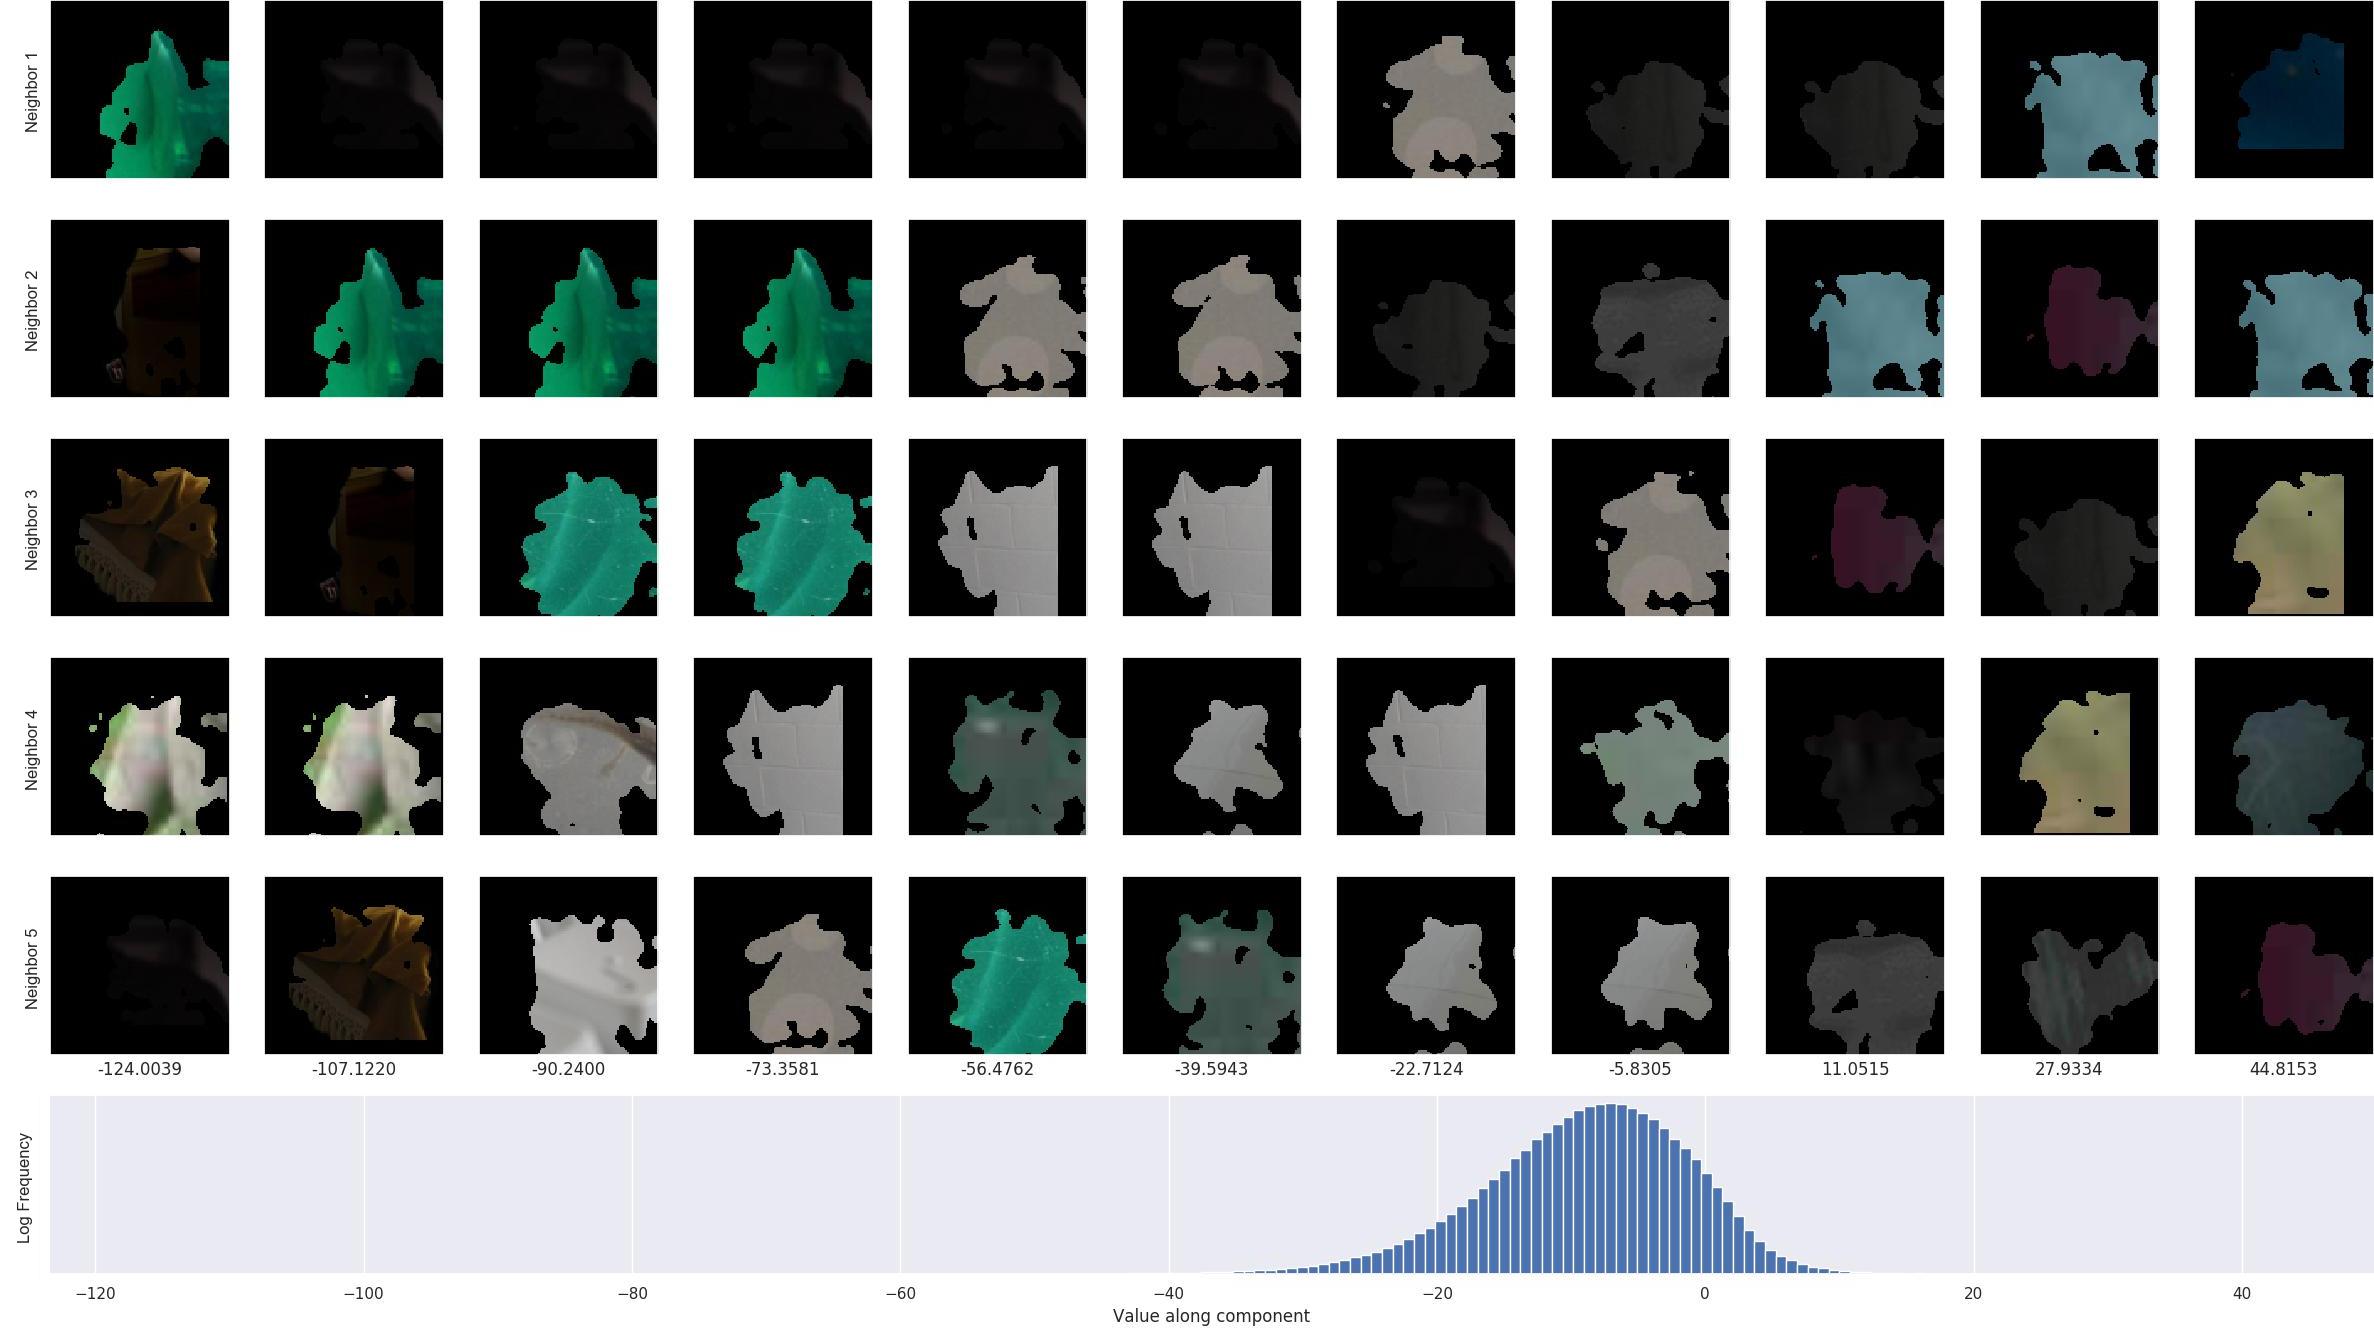 Neighbor 1
Neighbor 2
Neighbor 3
Neighbor 4
Neighbor 5
-124.0039 -107.1220 -90.2400 -73.3581 -56.4762 -39.5943 -22.7124 -5.8305 11.0515 27.9334 44.8153
Log Frequency
−120 −100 −80 −60 −40 −20 0 20 40
Value along component